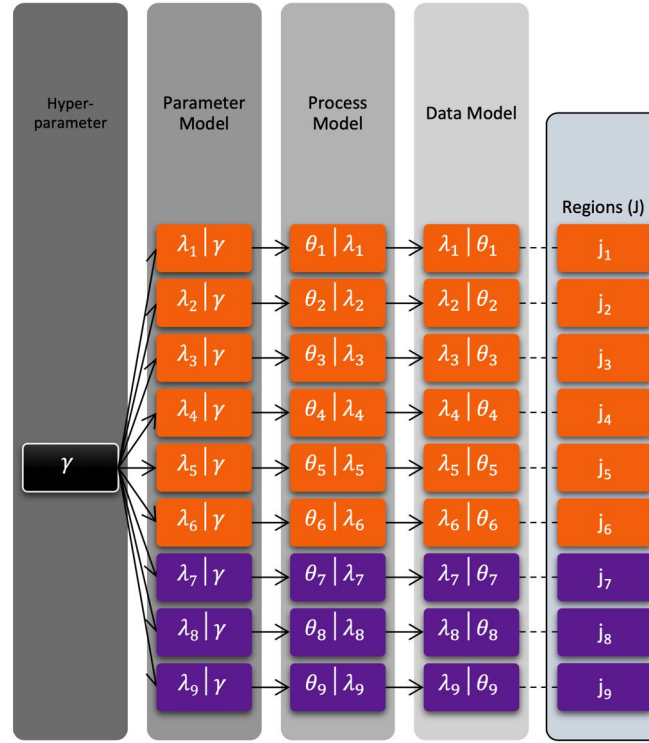 Hyper-
parameter
Parameter
Model
Process
Model
Data Model
Regions (J)
λ₁|γ θ₁|λ₁ λ₁|θ₁ j₁
λ₂|γ θ₂|λ₂ λ₂|θ₂ j₂
λ₃|γ θ₃|λ₃ λ₃|θ₃ j₃
λ₄|γ θ₄|λ₄ λ₄|θ₄ j₄
γ
λ₅|γ θ₅|λ₅ λ₅|θ₅ j₅
λ₆|γ θ₆|λ₆ λ₆|θ₆ j₆
λ₇|γ θ₇|λ₇ λ₇|θ₇ j₇
λ₈|γ θ₈|λ₈ λ₈|θ₈ j₈
λ₉|γ θ₉|λ₉ λ₉|θ₉ j₉